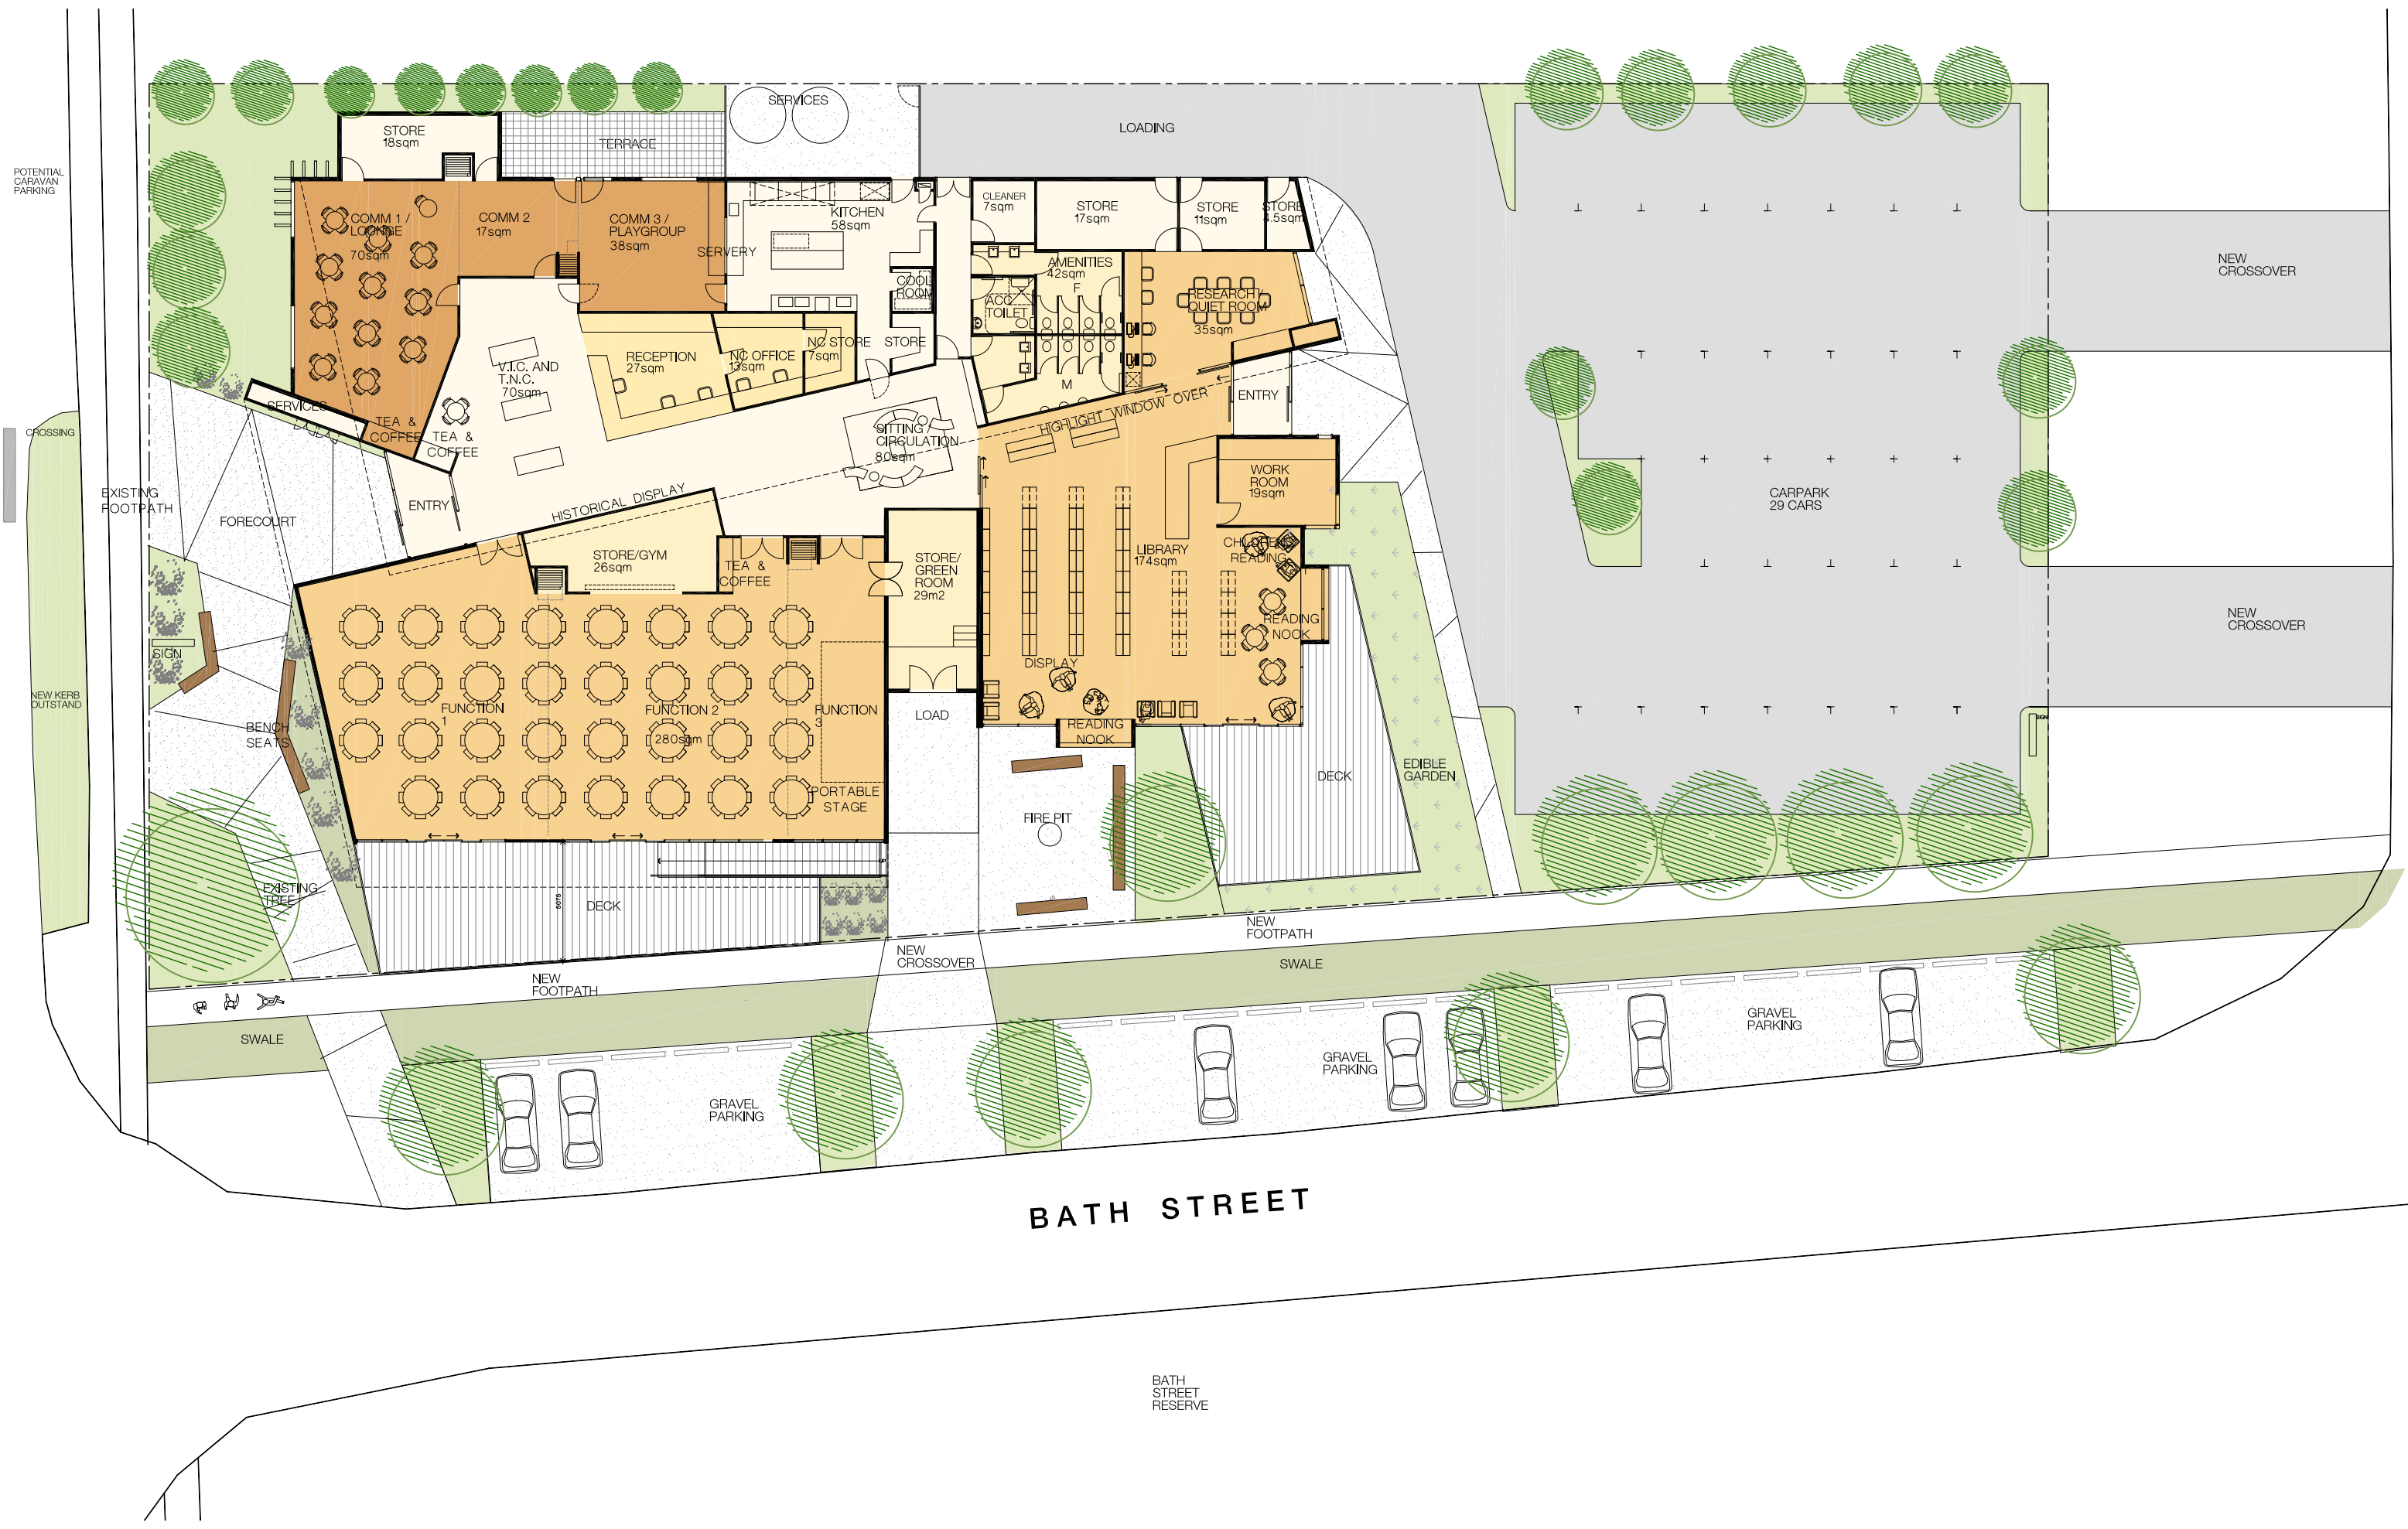 SERVICES
STORE
18sqm
TERRACE
LOADING
POTENTIAL
CARAVAN
PARKING
COMM 1 /
LOUNGE
70sqm
COMM 2
17sqm
COMM 3 /
PLAYGROUP
38sqm
SERVERY
KITCHEN
58sqm
CLEANER
7sqm
STORE
17sqm
STORE
11sqm
STORE
4.5sqm
COOL
ROOM
AMENITIES
42sqm
F
ACC
TOILET
M
RESEARCH /
QUIET ROOM
35sqm
NEW
CROSSOVER
V.I.C. AND
T.N.C.
70sqm
RECEPTION
27sqm
NC OFFICE
13sqm
NC STORE
7sqm
STORE
ENTRY
HIGHLIGHT WINDOW OVER
SERVICES
TEA &
COFFEE
TEA &
COFFEE
SITTING /
CIRCULATION
80sqm
CROSSING
EXISTING
FOOTPATH
FORECOURT
ENTRY
HISTORICAL DISPLAY
WORK
ROOM
19sqm
CARPARK
29 CARS
STORE/GYM
26sqm
TEA &
COFFEE
STORE/
GREEN
ROOM
29m2
LIBRARY
174sqm
CHILDRENS
READING
READING
NOOK
NEW
CROSSOVER
SIGN
DISPLAY
NEW KERB
OUTSTAND
BENCH
SEATS
FUNCTION
1
FUNCTION 2
280sqm
FUNCTION
3
LOAD
READING
NOOK
SIGN
PORTABLE
STAGE
FIRE PIT
DECK
EDIBLE
GARDEN
EXISTING
TREE
5075
DECK
UP
NEW
FOOTPATH
NEW
CROSSOVER
NEW
FOOTPATH
SWALE
SWALE
GRAVEL
PARKING
GRAVEL
PARKING
GRAVEL
PARKING
BATH STREET
BATH
STREET
RESERVE